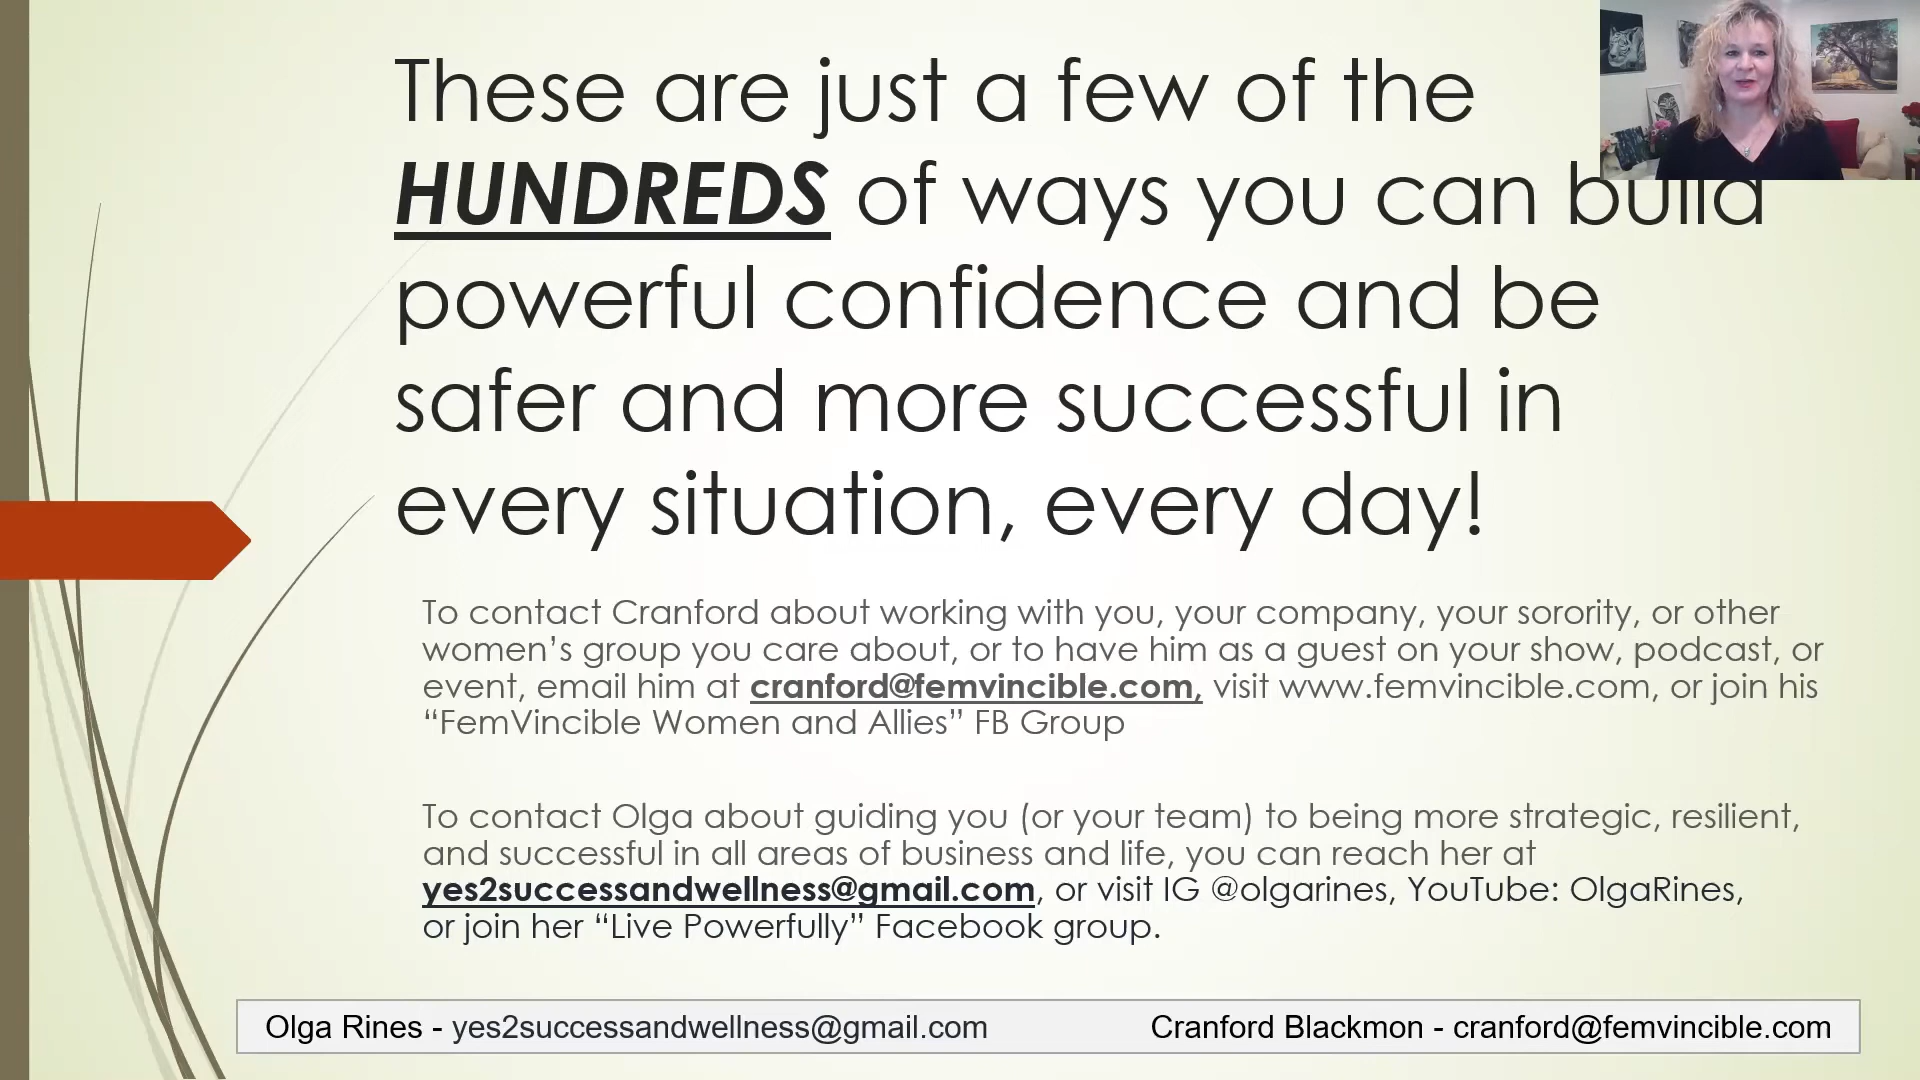 These are just a few of the
HUNDREDS of ways you can build
powerful confidence and be
safer and more successful in
every situation, every day!
To contact Cranford about working with you, your company, your sorority, or other
women’s group you care about, or to have him as a guest on your show, podcast, or
event, email him at cranford@femvincible.com, visit www.femvincible.com, or join his
“FemVincible Women and Allies” FB Group
To contact Olga about guiding you (or your team) to being more strategic, resilient,
and successful in all areas of business and life, you can reach her at
yes2successandwellness@gmail.com, or visit IG @olgarines, YouTube: OlgaRines,
or join her “Live Powerfully” Facebook group.
Olga Rines - yes2successandwellness@gmail.com Cranford Blackmon - cranford@femvincible.com